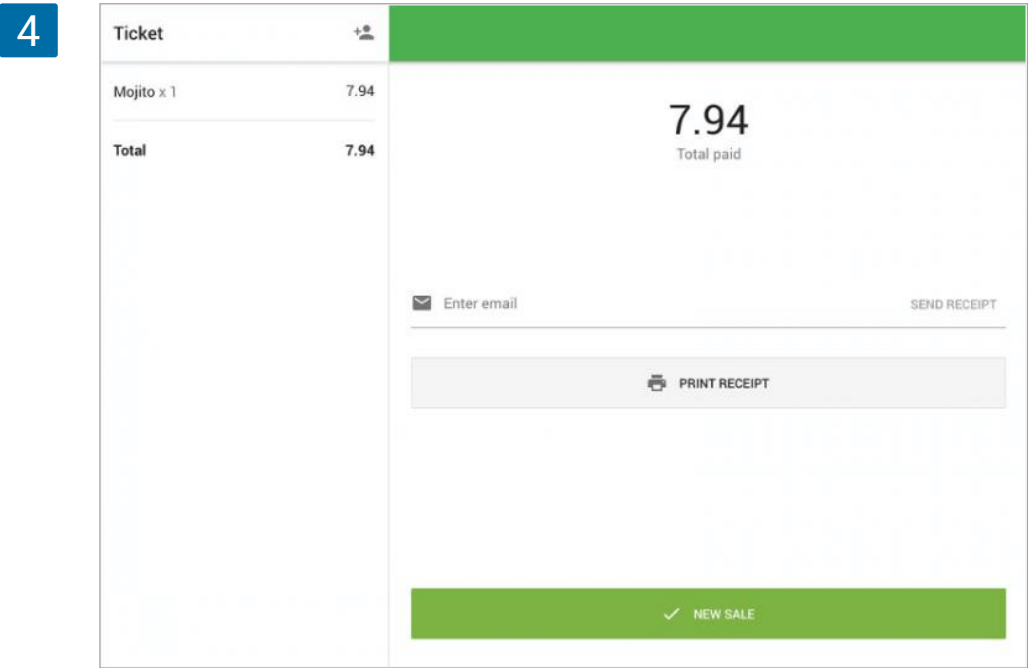 4
Ticket
Mojito x 1 7.94
Total 7.94
7.94
Total paid
Enter email SEND RECEIPT
PRINT RECEIPT
NEW SALE